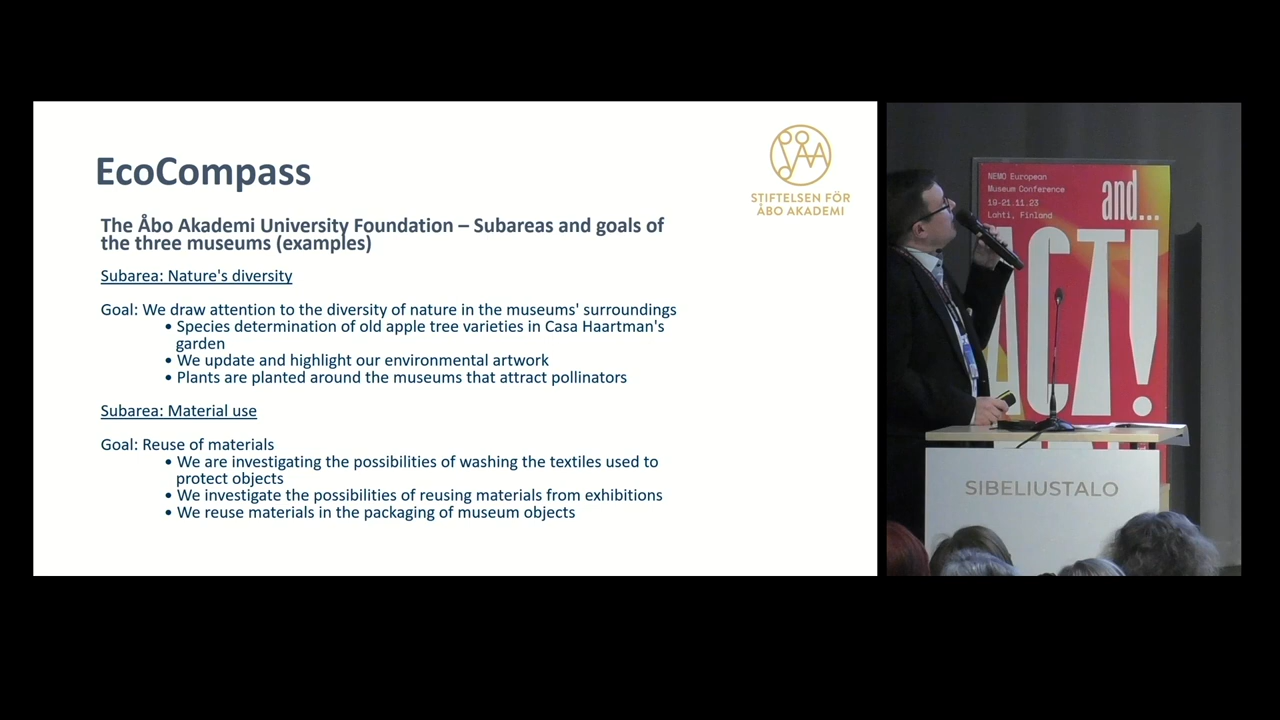 EcoCompass
STIFTELSEN FÖR
ÅBO AKADEMI
The Åbo Akademi University Foundation – Subareas and goals of
the three museums (examples)
Subarea: Nature's diversity
Goal: We draw attention to the diversity of nature in the museums' surroundings
• Species determination of old apple tree varieties in Casa Haartman's
garden
• We update and highlight our environmental artwork
• Plants are planted around the museums that attract pollinators
Subarea: Material use
Goal: Reuse of materials
• We are investigating the possibilities of washing the textiles used to
protect objects
• We investigate the possibilities of reusing materials from exhibitions
• We reuse materials in the packaging of museum objects
NEMO European
Museum Conference
19-21.11.23
Lahti, Finland
and...
ACT!
SIBELIUSTALO